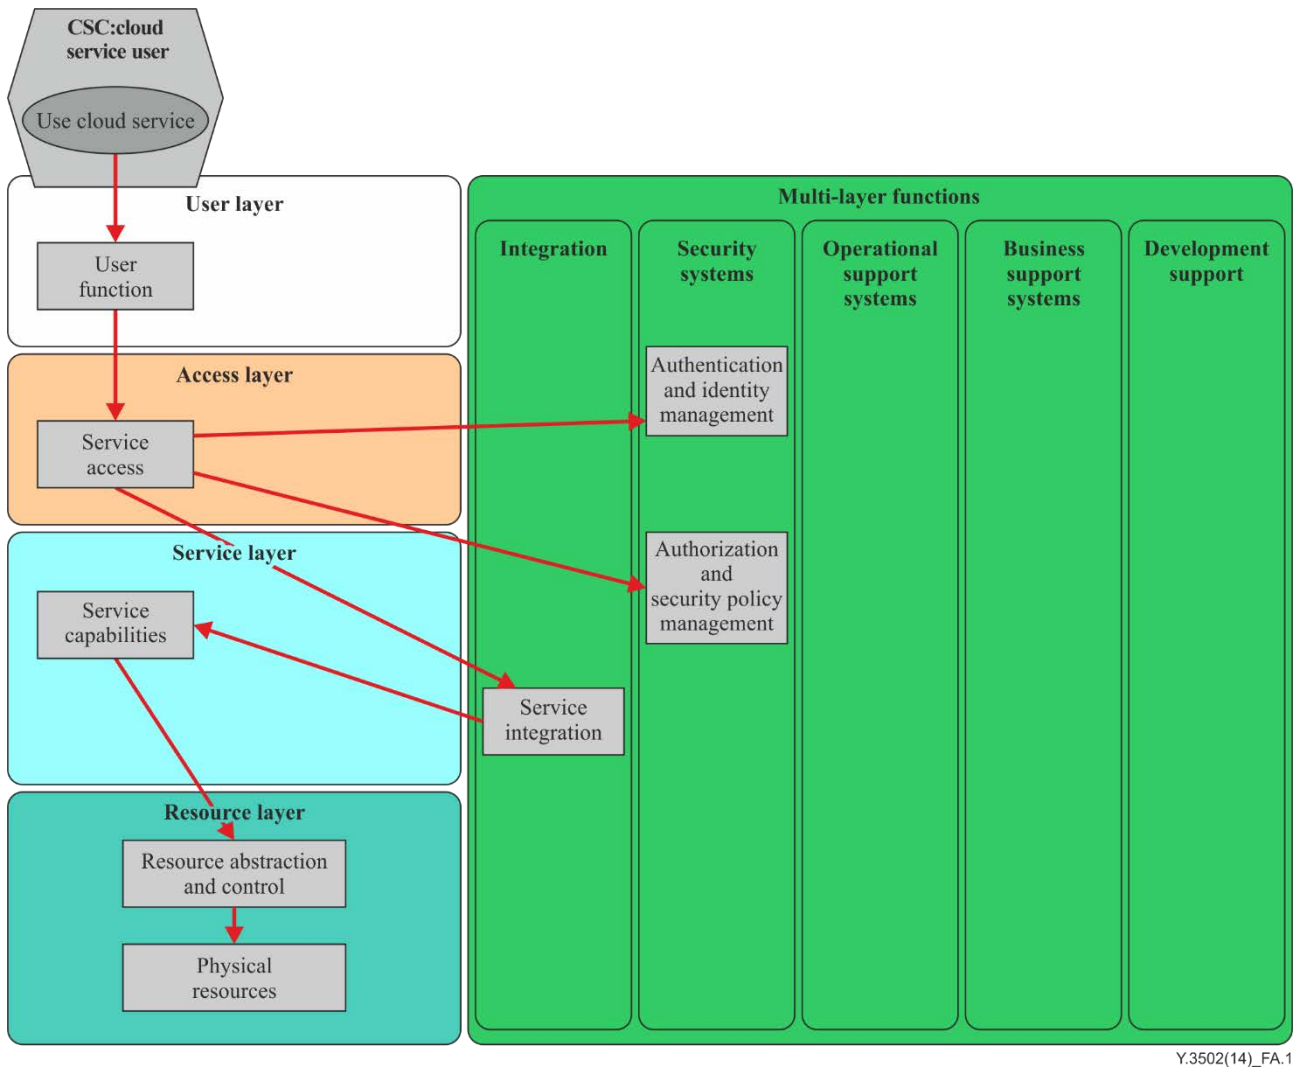 CSC:cloud
service user
Use cloud service
User layer
User
function
Access layer
Service
access
Service layer
Service
capabilities
Resource layer
Resource abstraction
and control
Physical
resources
Multi-layer functions
Integration
Service
integration
Security
systems
Authentication
and identity
management
Authorization
and
security policy
management
Operational
support
systems
Business
support
systems
Development
support
Y.3502(14)_FA.1